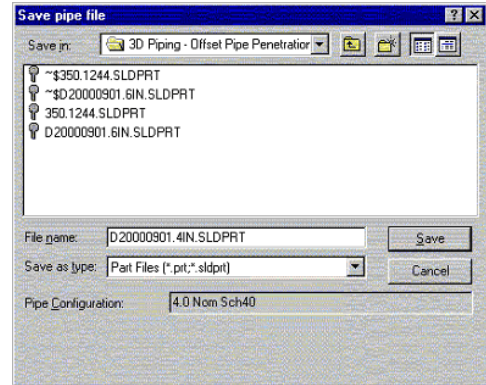 Save pipe file
Save in: 3D Piping - Offset Pipe Penetration
~$350.1244.SLDPRT
~$D20000901.6IN.SLDPRT
350.1244.SLDPRT
D20000901.6IN.SLDPRT
File name: D20000901.4IN.SLDPRT Save
Save as type: Part Files (*.prt;*.sldprt) Cancel
Pipe Configuration: 4.0 Nom Sch40